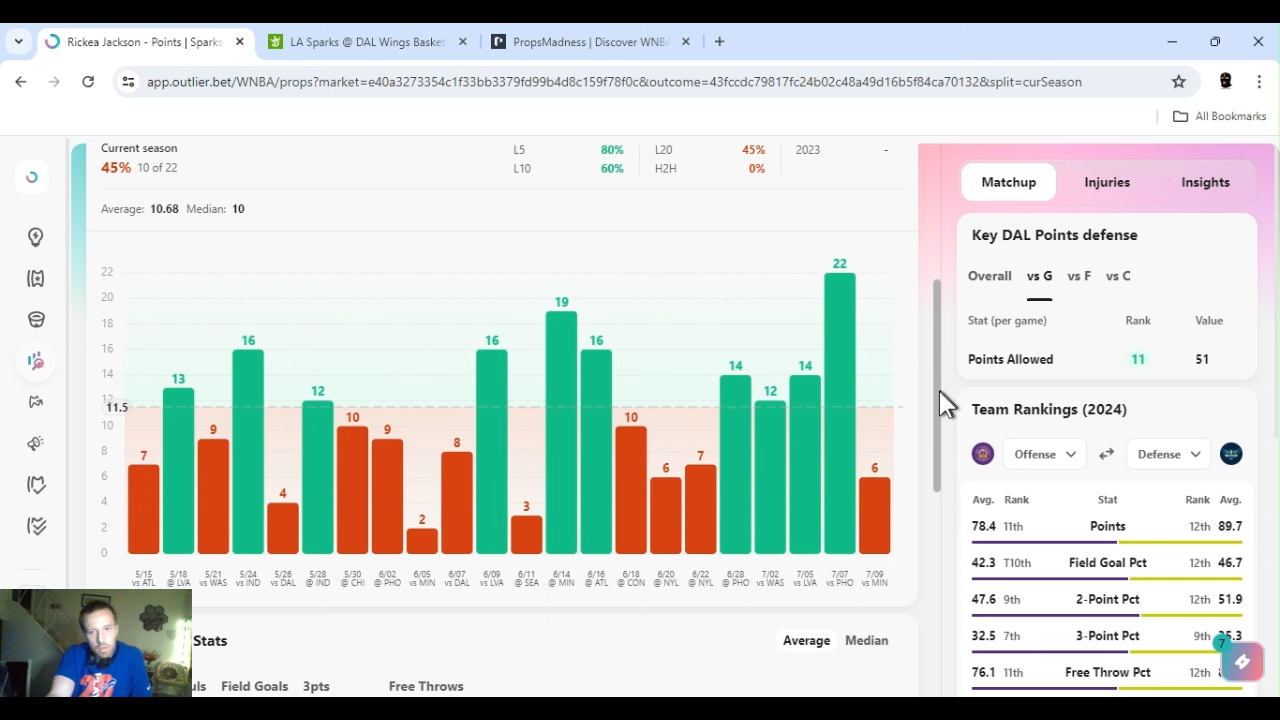 Rickea Jackson - Points | Sparks
LA Sparks @ DAL Wings Basket
PropsMadness | Discover WNB
app.outlier.bet/WNBA/props?market=e40a3273354c1f33bb3379fd99b4d8c159f78f0c&outcome=43fccdc79817fc24b02c48a49d16b5f84ca70132&split=curSeason
All Bookmarks
Current season
45% 10 of 22
L5 80% L20 45% 2023 -
L10 60% H2H 0%
Average: 10.68 Median: 10
22
20
18
16
14
12
11.5
10
8
6
4
2
0
7 13 9 16 4 12 10 9 2 8 16 3 19 16 10 6 7 14 12 14 22 6
5/15 5/18 5/21 5/24 5/26 5/28 5/30 6/02 6/05 6/07 6/09 6/11 6/14 6/16 6/18 6/20 6/22 6/28 7/02 7/05 7/07 7/09
vs ATL @ LVA vs WAS vs IND vs DAL @ IND @ CHI @ PHO vs MIN vs DAL vs LVA @ SEA @ MIN @ ATL @ CON @ NYL @ NYL @ PHO vs WAS vs LVA vs PHO vs MIN
Stats
Average Median
Field Goals 3pts Free Throws
Matchup Injuries Insights
Key DAL Points defense
Overall vs G vs F vs C
Stat (per game) Rank Value
Points Allowed 11 51
Team Rankings (2024)
Offense Defense
Avg. Rank Stat Rank Avg.
78.4 11th Points 12th 89.7
42.3 T10th Field Goal Pct 12th 46.7
47.6 9th 2-Point Pct 12th 51.9
32.5 7th 3-Point Pct 9th
7
76.1 11th Free Throw Pct 12th